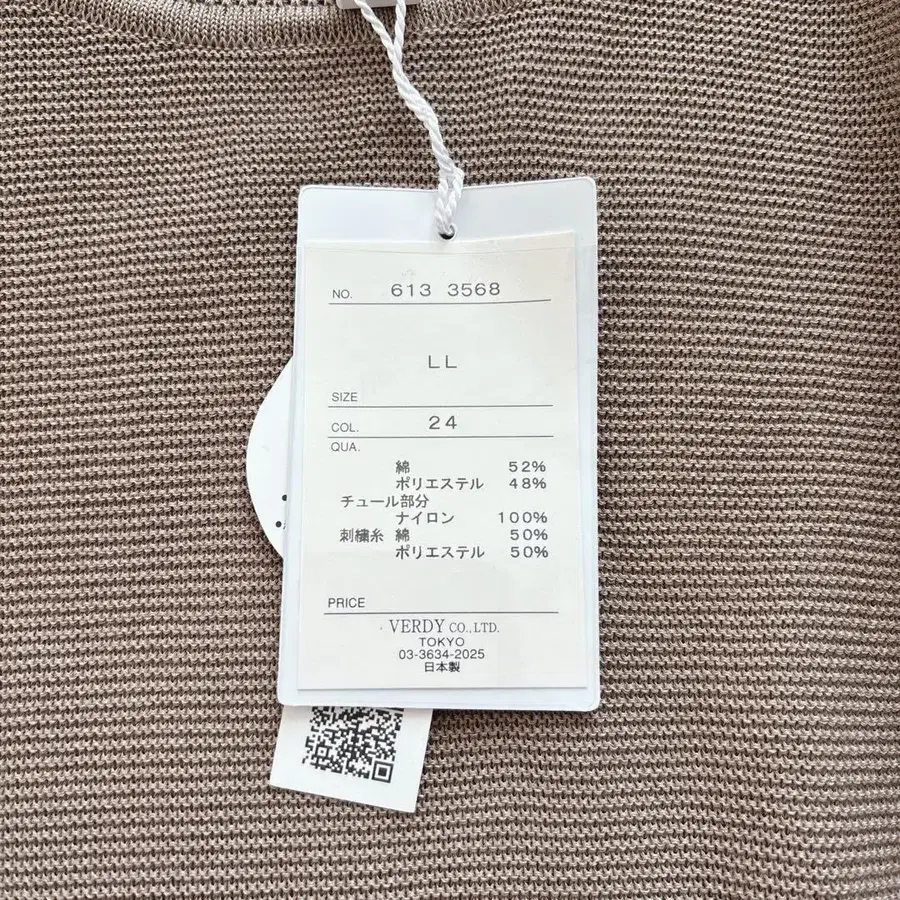 NO. 613 3568
LL
SIZE
COL. 24
QUA.
綿 52%
ポリエステル 48%
チュール部分
ナイロン 100%
刺繍糸 綿 50%
ポリエステル 50%
PRICE
VERDY CO.,LTD.
TOKYO
03-3634-2025
日本製